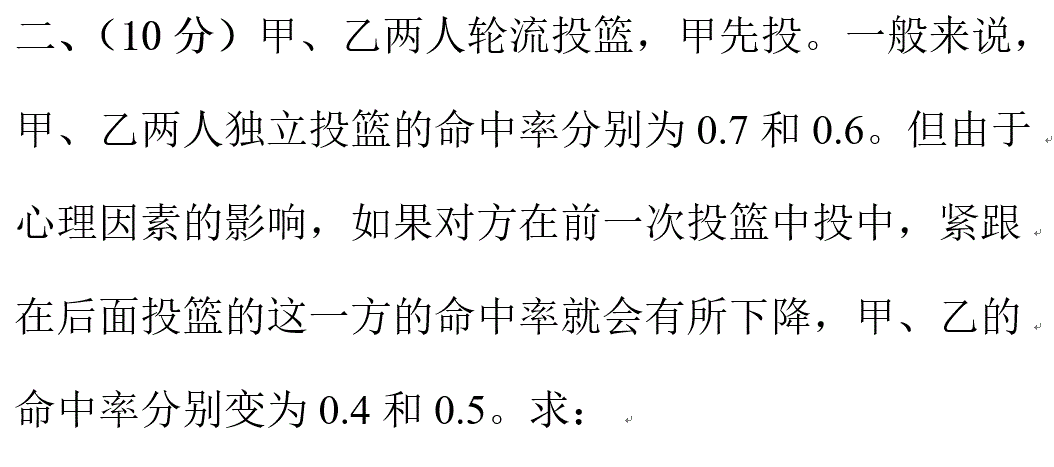 二、（10 分）甲、乙两人轮流投篮，甲先投。一般来说，
甲、乙两人独立投篮的命中率分别为 0.7 和 0.6。但由于
心理因素的影响，如果对方在前一次投篮中投中，紧跟
在后面投篮的这一方的命中率就会有所下降，甲、乙的
命中率分别变为 0.4 和 0.5。求：